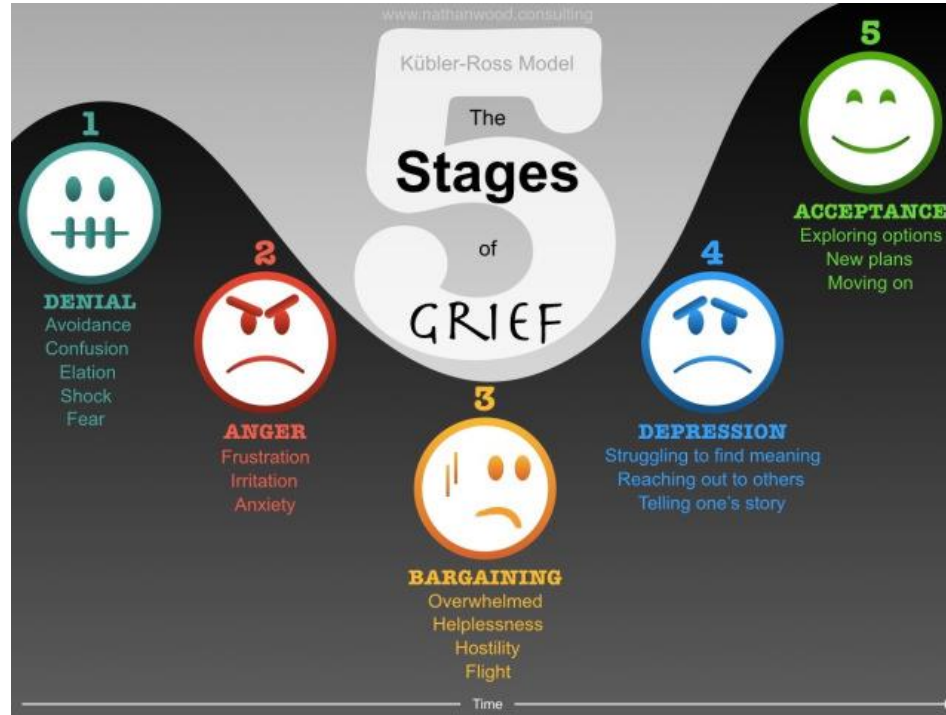 www.nathanwood.consulting
Kübler-Ross Model
5
The
Stages
of
GRIEF
1
DENIAL
Avoidance
Confusion
Elation
Shock
Fear
2
ANGER
Frustration
Irritation
Anxiety
3
BARGAINING
Overwhelmed
Helplessness
Hostility
Flight
4
DEPRESSION
Struggling to find meaning
Reaching out to others
Telling one's story
5
ACCEPTANCE
Exploring options
New plans
Moving on
Time